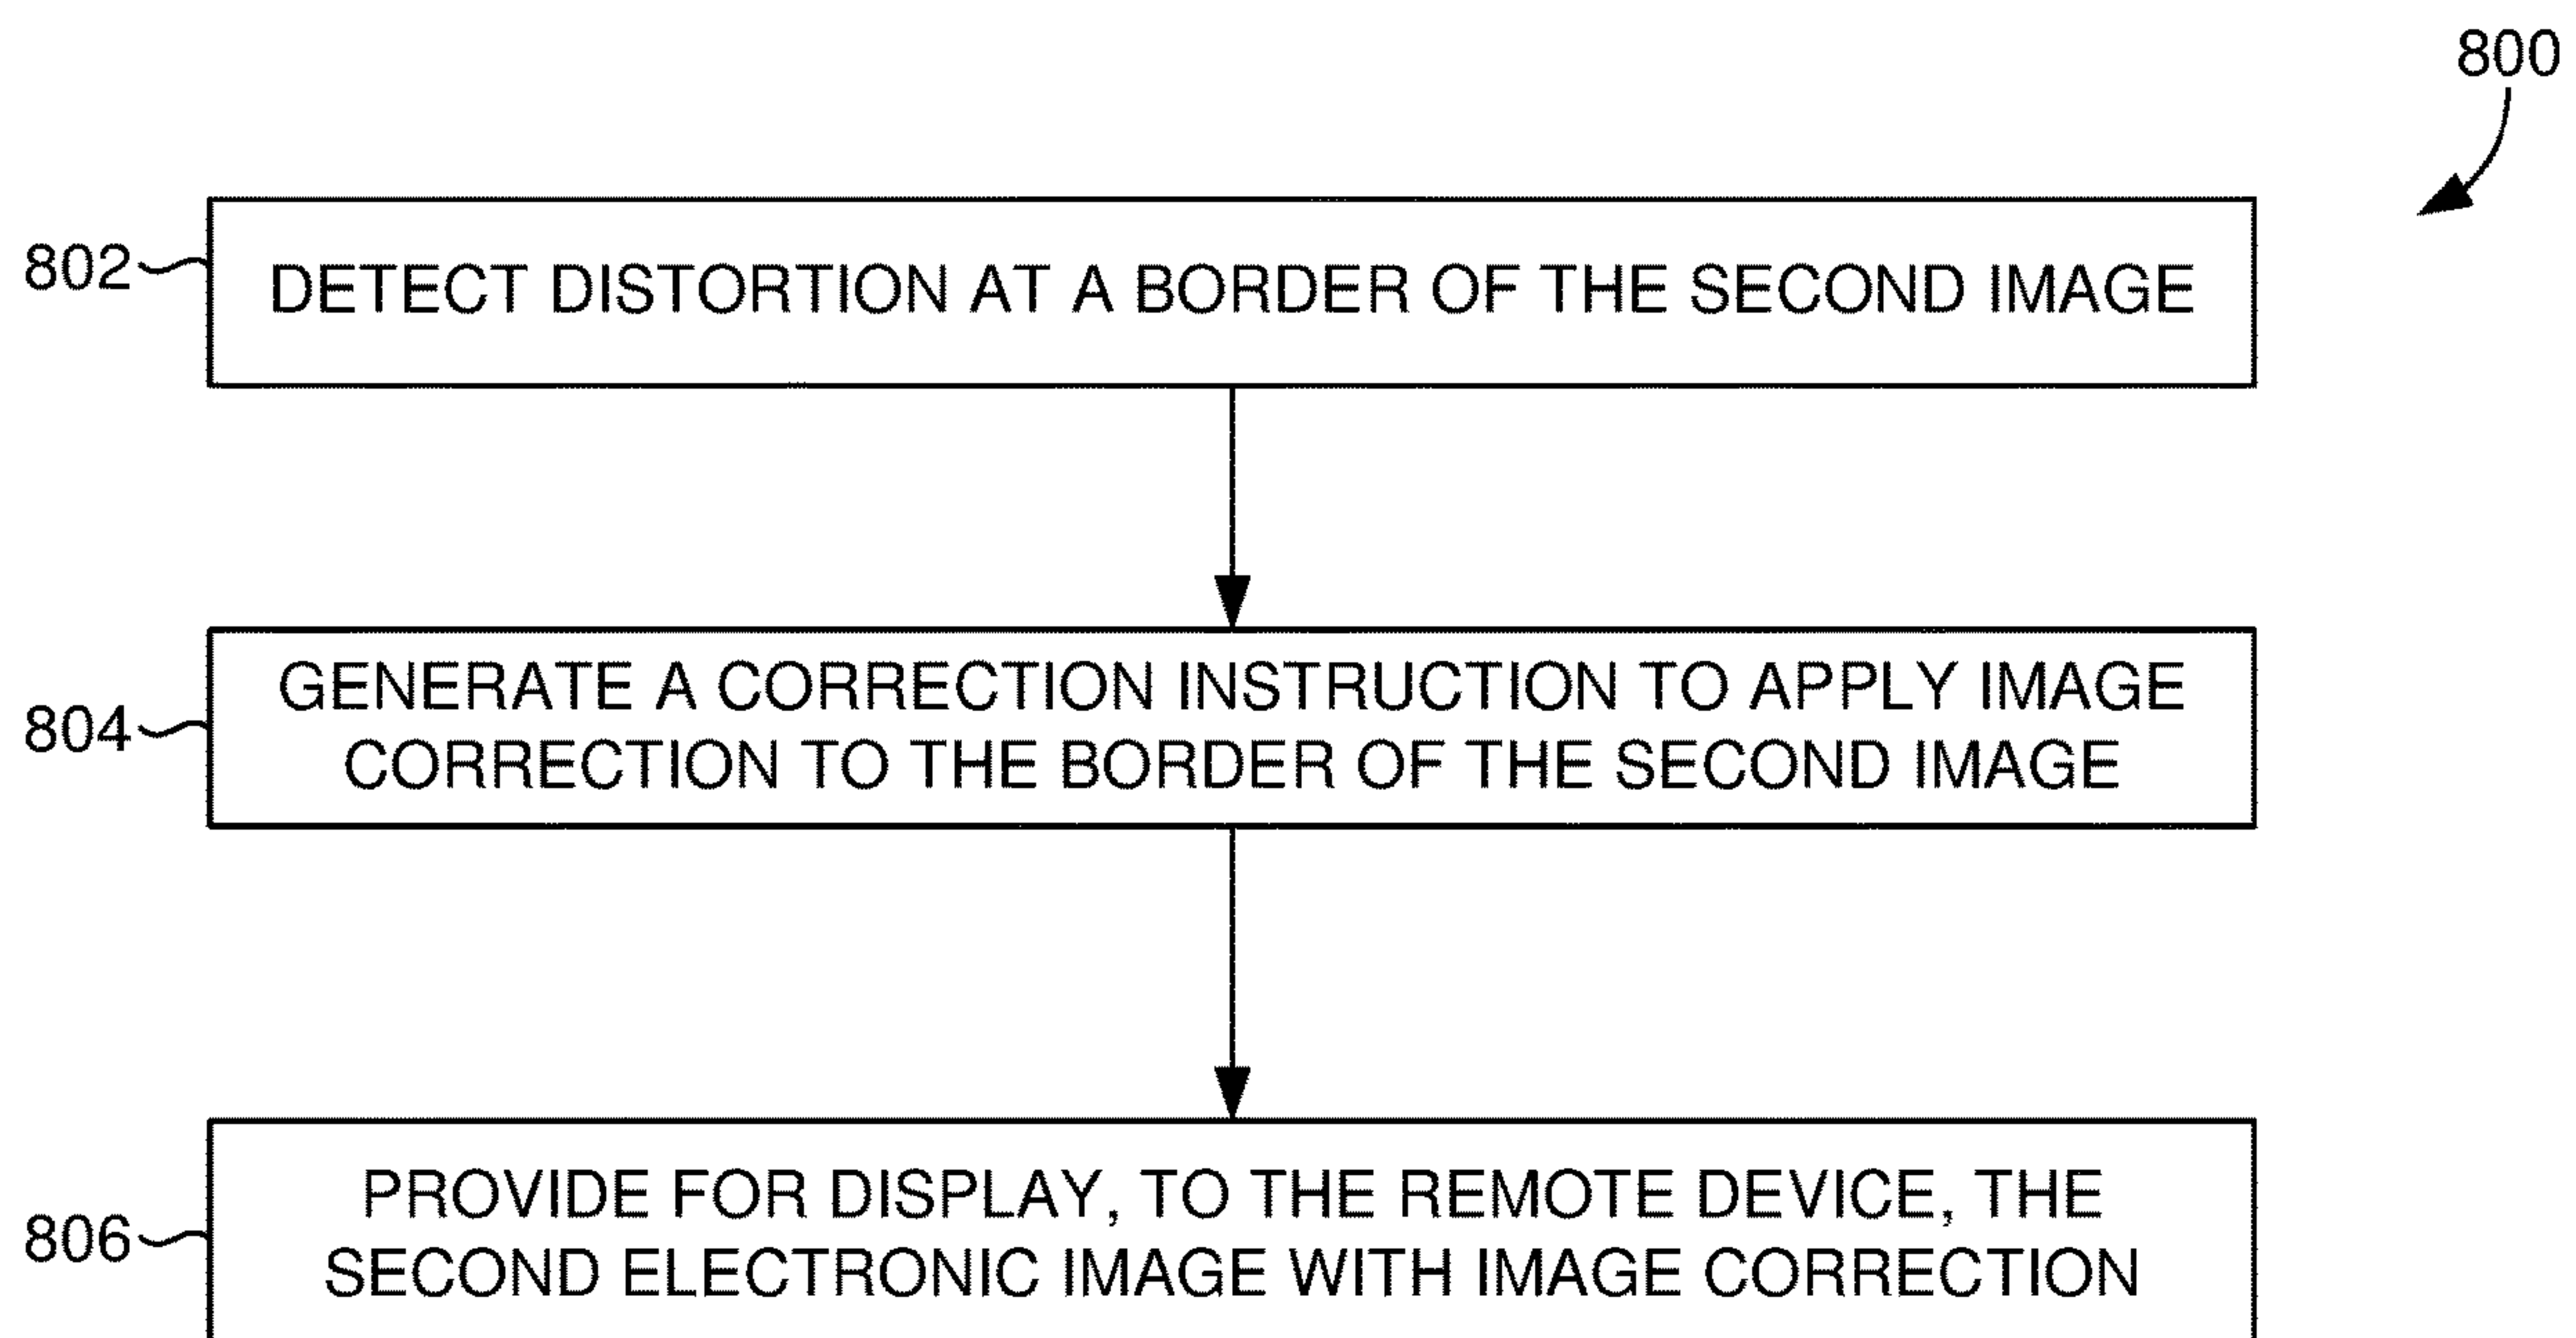 800
802
DETECT DISTORTION AT A BORDER OF THE SECOND IMAGE
804
GENERATE A CORRECTION INSTRUCTION TO APPLY IMAGE
CORRECTION TO THE BORDER OF THE SECOND IMAGE
806
PROVIDE FOR DISPLAY, TO THE REMOTE DEVICE, THE
SECOND ELECTRONIC IMAGE WITH IMAGE CORRECTION